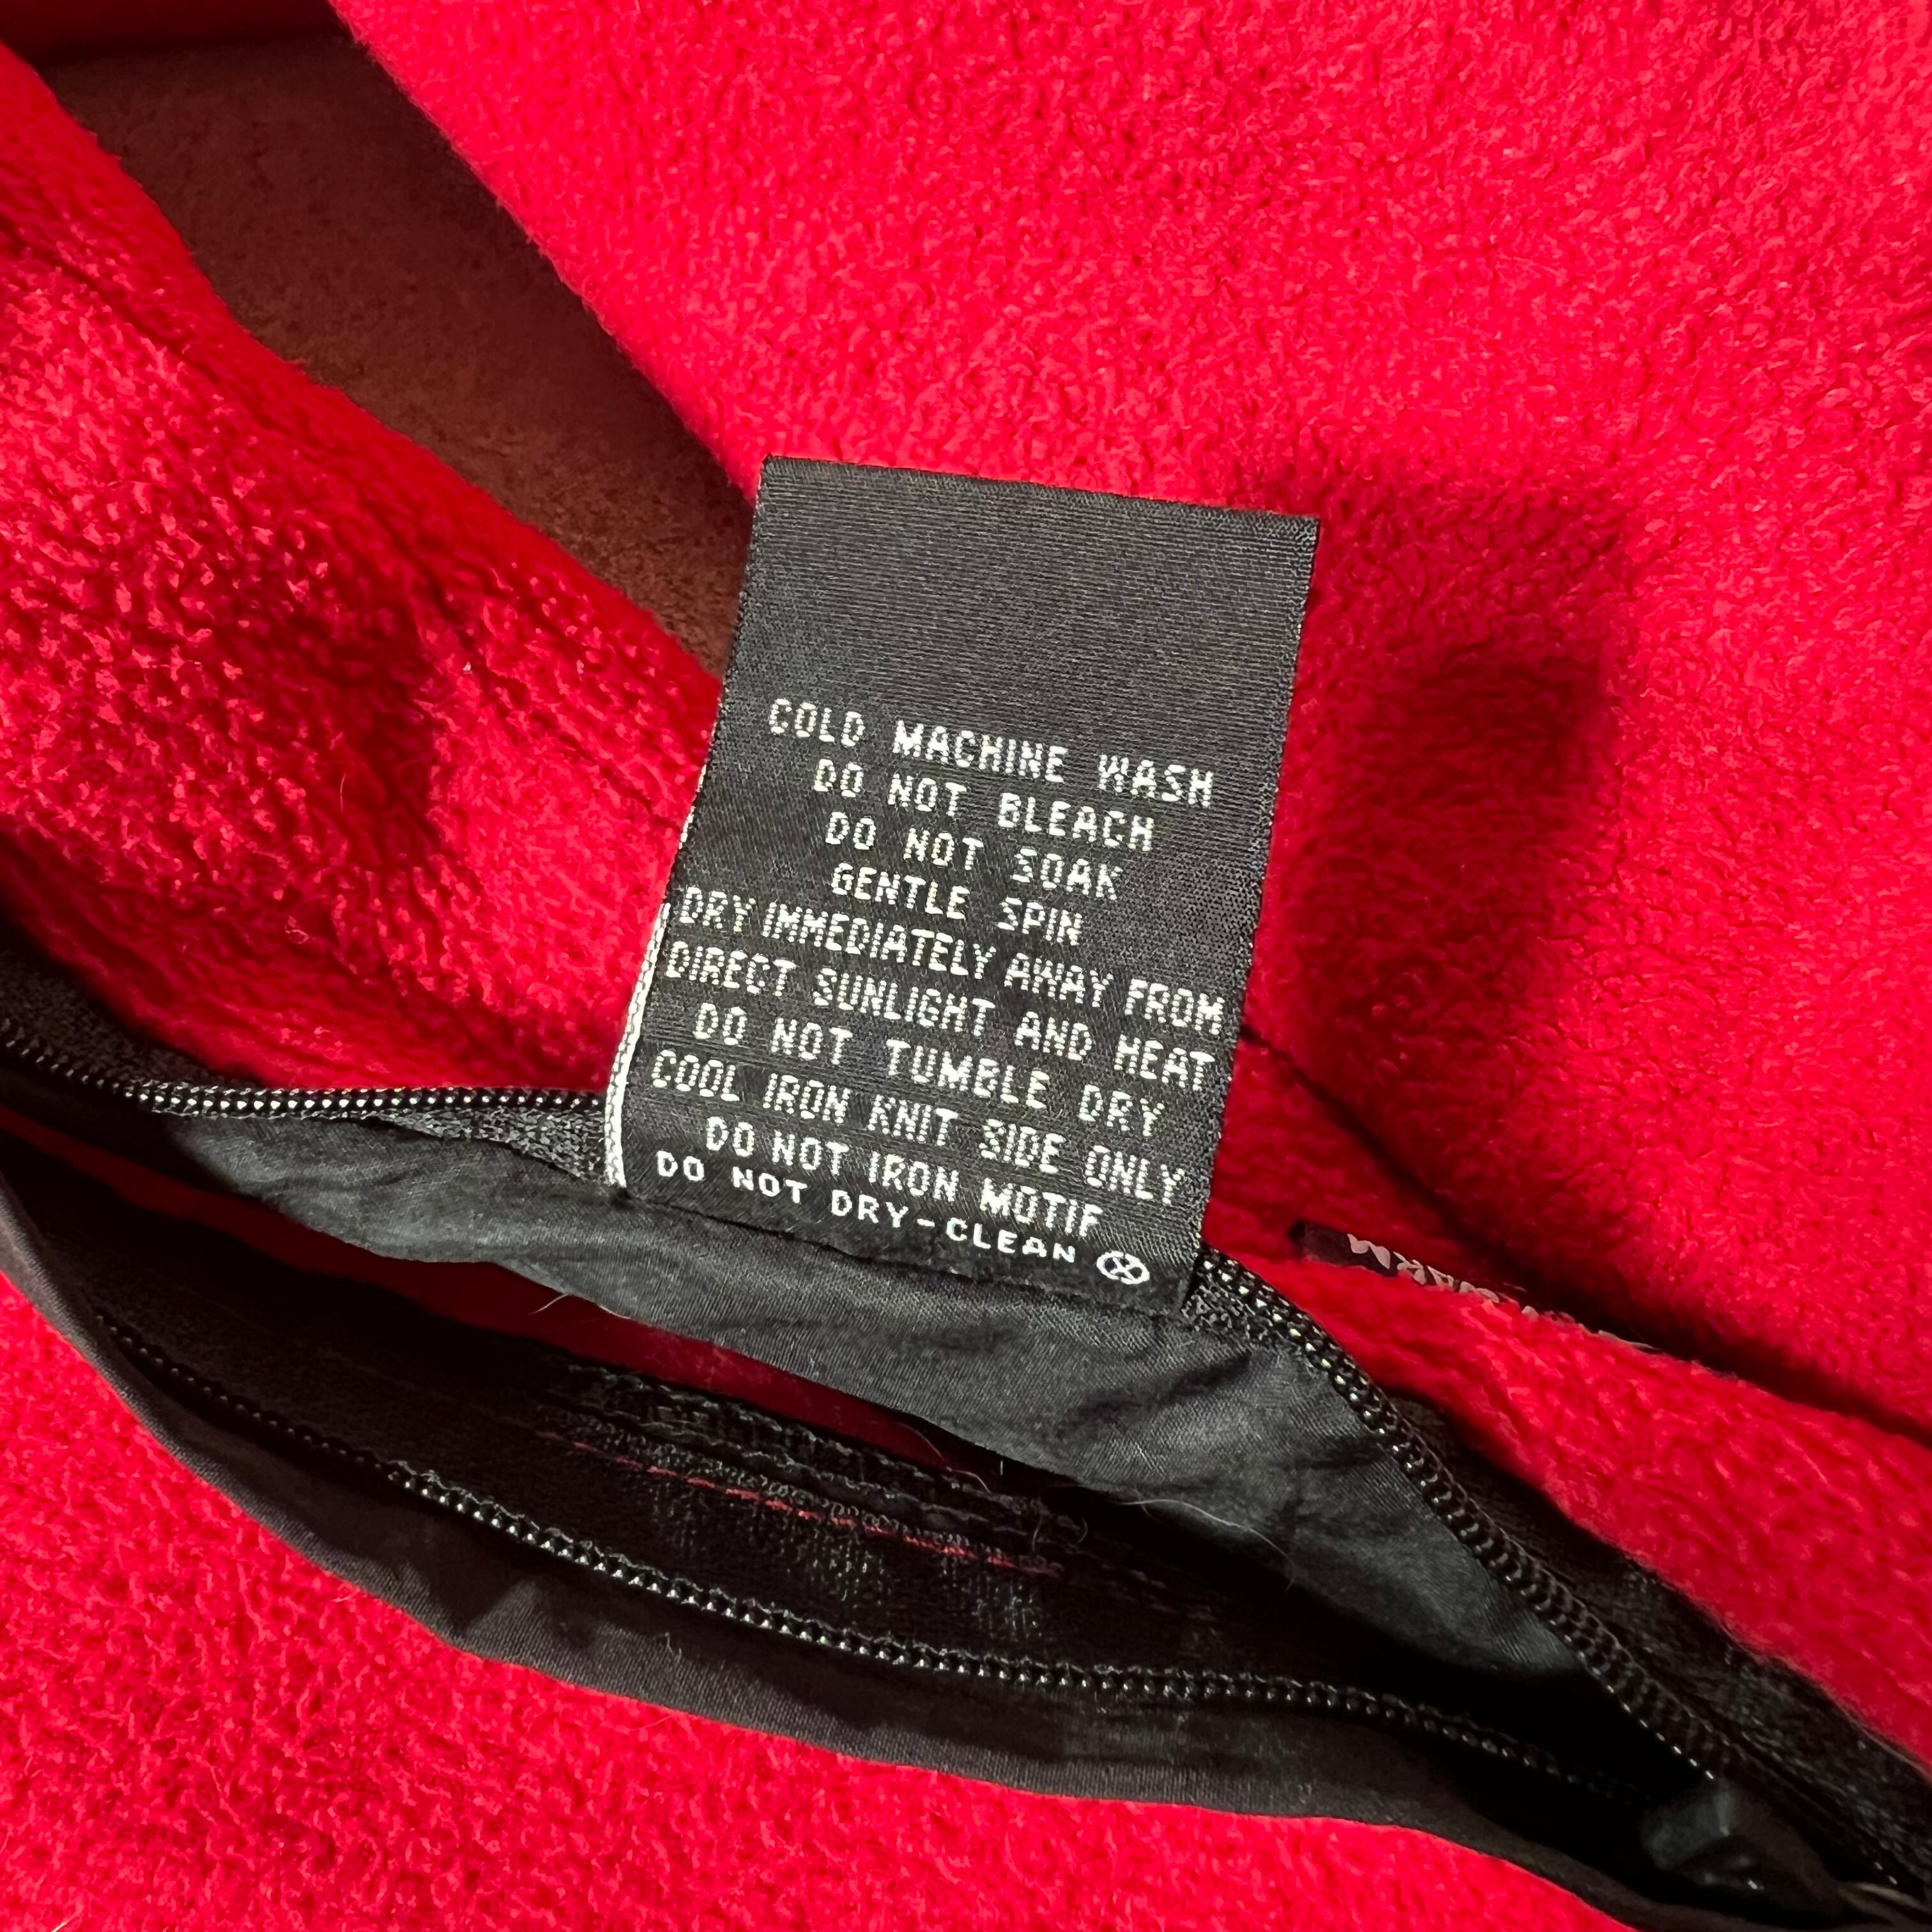 COLD MACHINE WASH
DO NOT BLEACH
DO NOT SOAK
GENTLE SPIN
DRY IMMEDIATELY AWAY FROM
DIRECT SUNLIGHT AND HEAT
DO NOT TUMBLE DRY
COOL IRON KNIT SIDE ONLY
DO NOT IRON MOTIF
DO NOT DRY-CLEAN